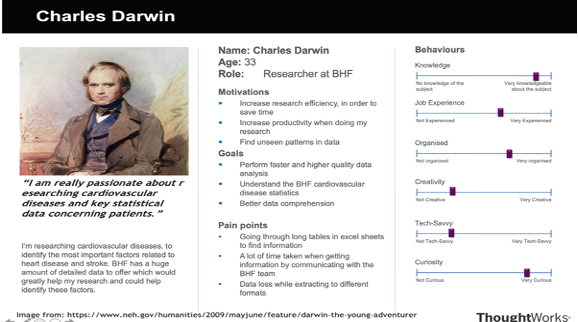 Charles Darwin
"I am really passionate about r
esearching cardiovascular
diseases and key statistical
data concerning patients."
I'm researching cardiovascular diseases, to
identify the most important factors related to
heart disease and stroke. BHF has a huge
amount of detailed data to offer which would
greatly help my research and could help
identify these factors.
Name: Charles Darwin
Age: 33
Role: Researcher at BHF
Motivations
Increase research efficiency, in order to
save time
Increase productivity when doing my
research
Find unseen patterns in data
Goals
Perform faster and higher quality data
analysis
Understand the BHF cardiovascular
disease statistics
Better data comprehension
Pain points
Going through long tables in excel sheets
to find information
A lot of time taken when getting
information by communicating with the
BHF team
Data loss while extracting to different
formats
Behaviours
Knowledge
No knowledge of the
subject
Very knowledgeable
about the subject
Job Experience
Not Experienced
Very Experienced
Organised
Not organised
Very organised
Creativity
Not Creative
Very Creative
Tech-Savvy
Not Tech-Savvy
Very Tech-Savvy
Curiosity
Not Curious
Very Curious
Image from: https://www.neh.gov/humanities/2009/mayjune/feature/darwin-the-young-adventurer
ThoughtWorks